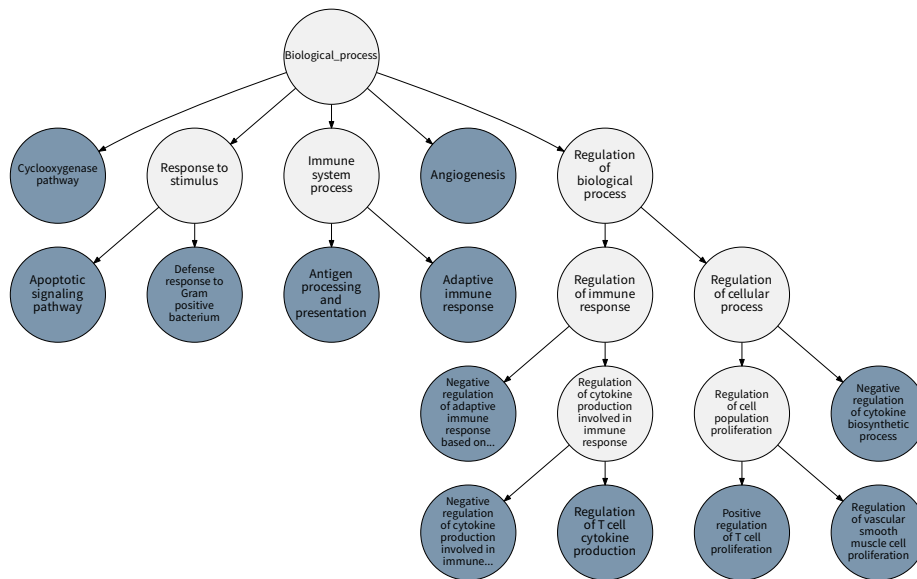 Biological_process
Cyclooxygenase
pathway
Response to
stimulus
Immune
system
process
Angiogenesis
Regulation
of
biological
process
Apoptotic
signaling
pathway
Defense
response to
Gram
positive
bacterium
Antigen
processing
and
presentation
Adaptive
immune
response
Regulation
of immune
response
Regulation
of cellular
process
Negative
regulation
of adaptive
immune
response
based on...
Regulation
of cytokine
production
involved in
immune
response
Regulation
of cell
population
proliferation
Negative
regulation
of cytokine
biosynthetic
process
Negative
regulation
of cytokine
production
involved in
immune
...
Regulation
of T cell
cytokine
production
Positive
regulation
of T cell
proliferation
Regulation
of vascular
smooth
muscle cell
proliferation